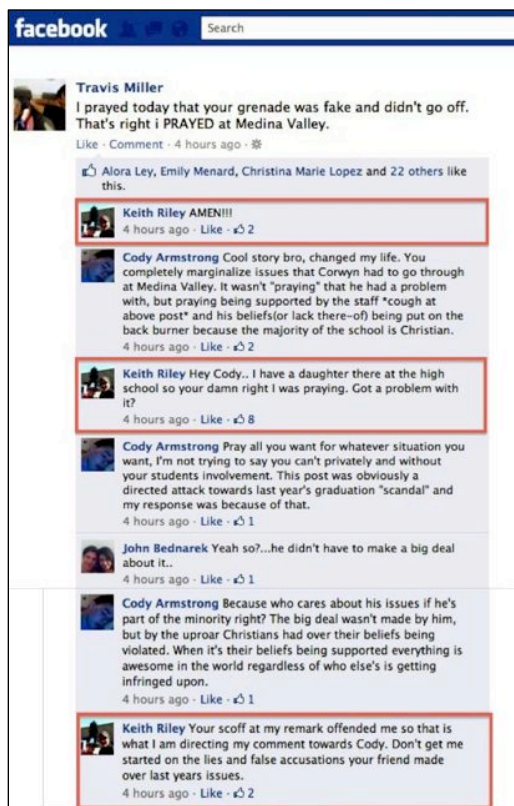 facebook
Search
Travis Miller
I prayed today that your grenade was fake and didn't go off.
That's right i PRAYED at Medina Valley.
Like · Comment · 4 hours ago ·
Alora Ley, Emily Menard, Christina Marie Lopez and 22 others like
this.
Keith Riley AMEN!!!
4 hours ago · Like · 2
Cody Armstrong Cool story bro, changed my life. You
completely marginalize issues that Corwyn had to go through
at Medina Valley. It wasn't "praying" that he had a problem
with, but praying being supported by the staff *cough at
above post* and his beliefs(or lack there-of) being put on the
back burner because the majority of the school is Christian.
4 hours ago · Like · 2
Keith Riley Hey Cody.. I have a daughter there at the high
school so your damn right I was praying. Got a problem with
it?
4 hours ago · Like · 8
Cody Armstrong Pray all you want for whatever situation you
want, I'm not trying to say you can't privately and without
your students involvement. This post was obviously a
directed attack towards last year's graduation "scandal" and
my response was because of that.
4 hours ago · Like · 1
John Bednarek Yeah so?...he didn't have to make a big deal
about it..
4 hours ago · Like · 1
Cody Armstrong Because who cares about his issues if he's
part of the minority right? The big deal wasn't made by him,
but by the uproar Christians had over their beliefs being
violated. When it's their beliefs being supported everything is
awesome in the world regardless of who else's is getting
infringed upon.
4 hours ago · Like · 1
Keith Riley Your scoff at my remark offended me so that is
what I am directing my comment towards Cody. Don't get me
started on the lies and false accusations your friend made
over last years issues.
4 hours ago · Like · 2